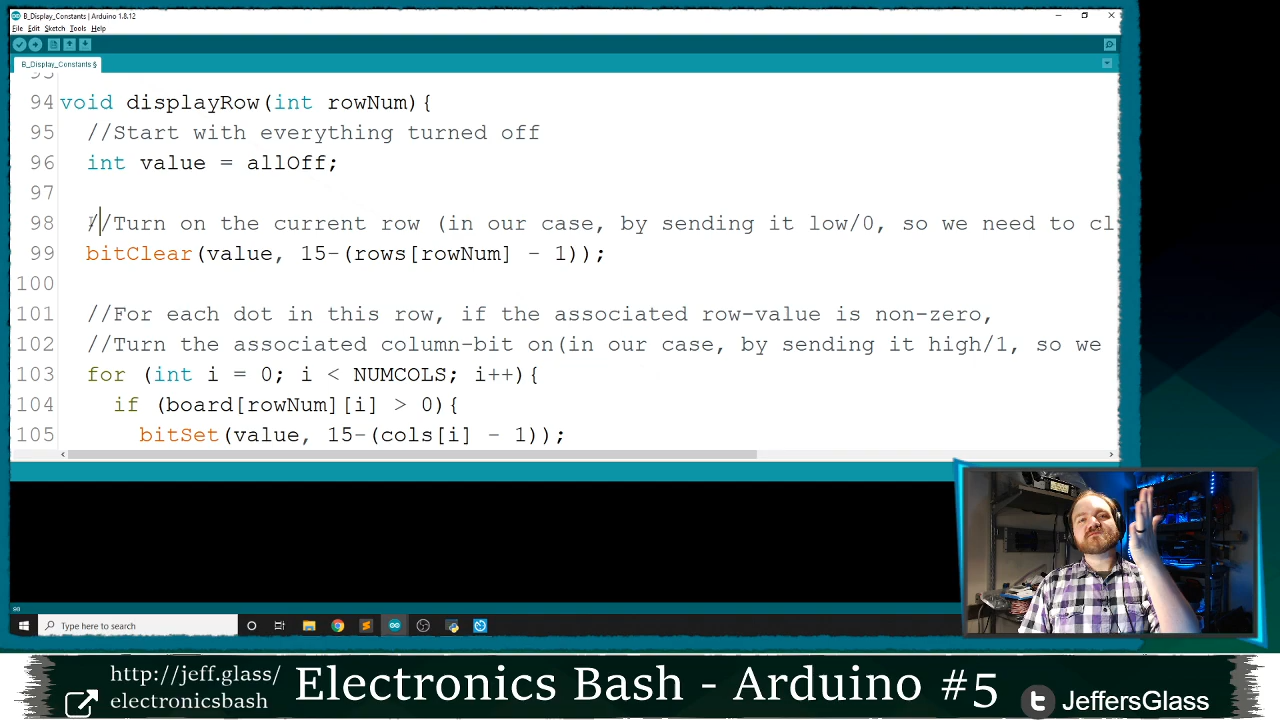 B_Display_Constants | Arduino 1.8.12
File Edit Sketch Tools Help
B_Display_Constants §
94 void displayRow(int rowNum){
95 //Start with everything turned off
96 int value = allOff;
97
98 //Turn on the current row (in our case, by sending it low/0, so we need to cl
99 bitClear(value, 15-(rows[rowNum] - 1));
100
101 //For each dot in this row, if the associated row-value is non-zero,
102 //Turn the associated column-bit on(in our case, by sending it high/1, so we
103 for (int i = 0; i < NUMCOLS; i++){
104 if (board[rowNum][i] > 0){
105 bitSet(value, 15-(cols[i] - 1));
98
Type here to search
http://jeff.glass/
electronicsbash
Electronics Bash - Arduino #5
JeffersGlass